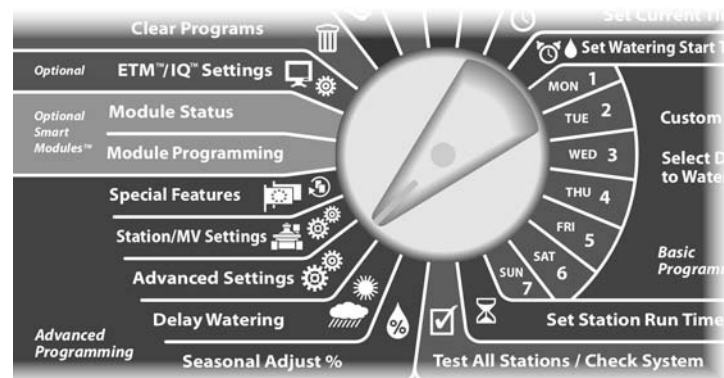 Clear Programs
Optional
ETM™/IQ™ Settings
Optional
Smart
Modules™
Module Status
Module Programming
Special Features
Station/MV Settings
Advanced Settings
Delay Watering
Advanced
Programming
Seasonal Adjust %
%
Set Current Ti
Set Watering Start T
MON 1
TUE 2
WED 3
THU 4
FRI 5
SAT 6
SUN 7
Custom
Select D
to Wate
Basic
Program
Set Station Run Time
Test All Stations / Check System